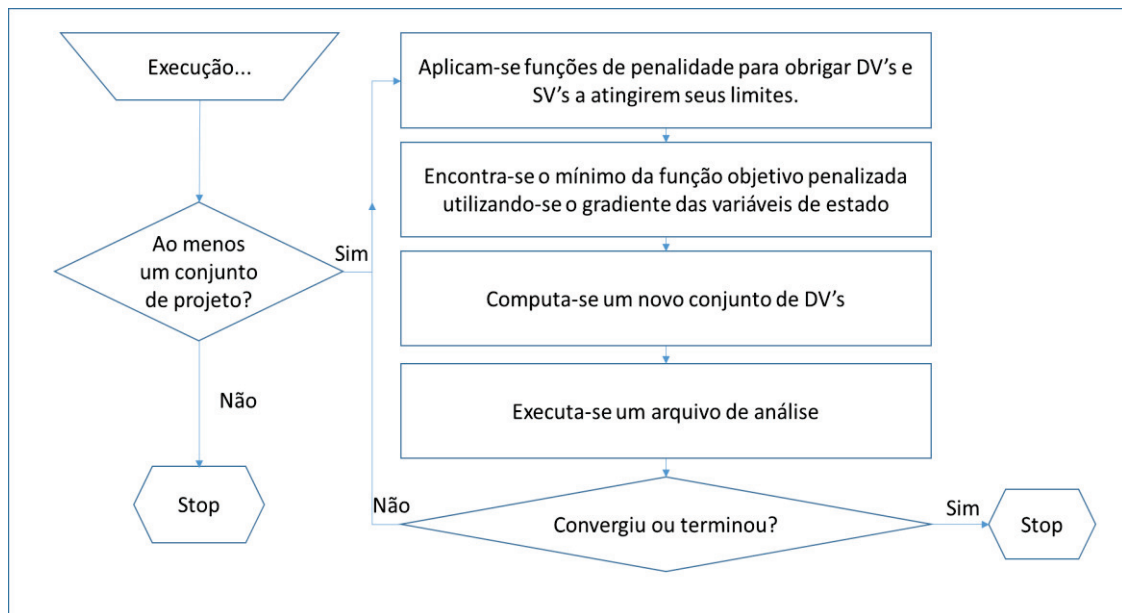 Execução...
Ao menos
um conjunto
de projeto?
Sim
Não
Stop
Aplicam-se funções de penalidade para obrigar DV’s e
SV’s a atingirem seus limites.
Encontra-se o mínimo da função objetivo penalizada
utilizando-se o gradiente das variáveis de estado
Computa-se um novo conjunto de DV’s
Executa-se um arquivo de análise
Não
Convergiu ou terminou?
Sim
Stop